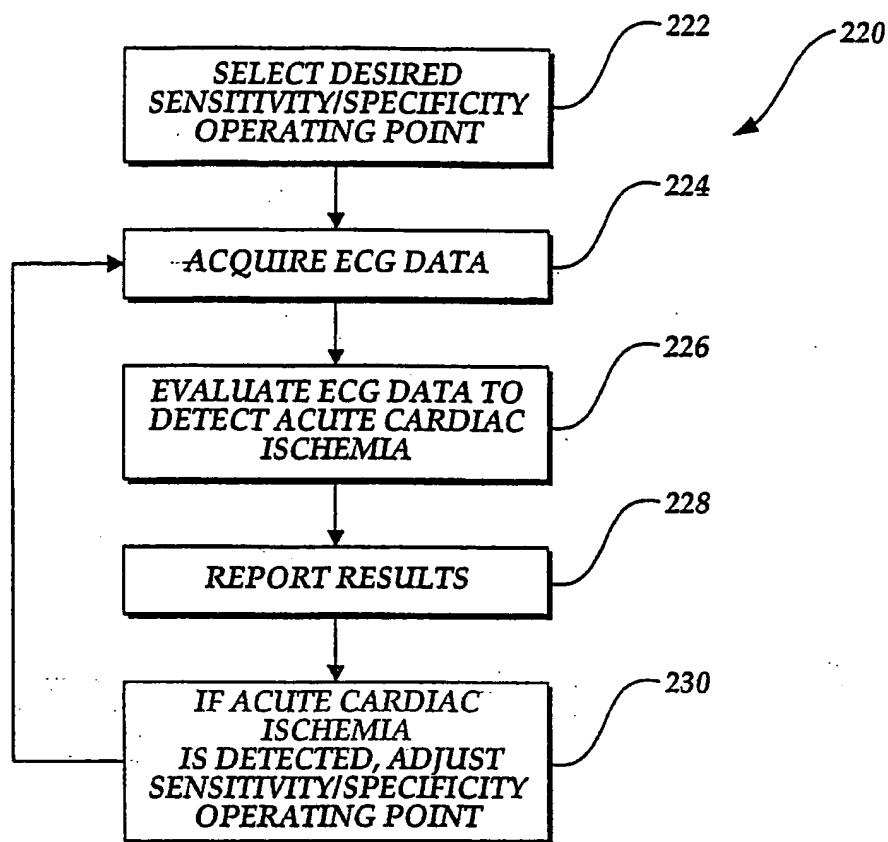 222
220
SELECT DESIRED
SENSITIVITY/SPECIFICITY
OPERATING POINT
224
ACQUIRE ECG DATA
226
EVALUATE ECG DATA TO
DETECT ACUTE CARDIAC
ISCHEMIA
228
REPORT RESULTS
230
IF ACUTE CARDIAC
ISCHEMIA
IS DETECTED, ADJUST
SENSITIVITY/SPECIFICITY
OPERATING POINT